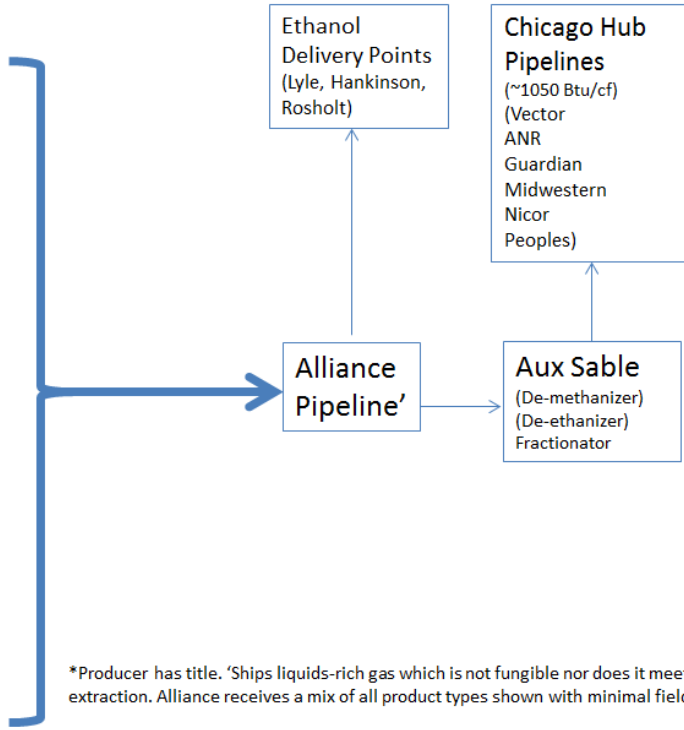 Ethanol
Delivery Points
(Lyle, Hankinson,
Rosholt)
Chicago Hub
Pipelines
(~1050 Btu/cf)
(Vector
ANR
Guardian
Midwestern
Nicor
Peoples)
Alliance
Pipeline’
Aux Sable
(De-methanizer)
(De-ethanizer)
Fractionator
*Producer has title. ‘Ships liquids-rich gas which is not fungible nor does it meet
extraction. Alliance receives a mix of all product types shown with minimal field